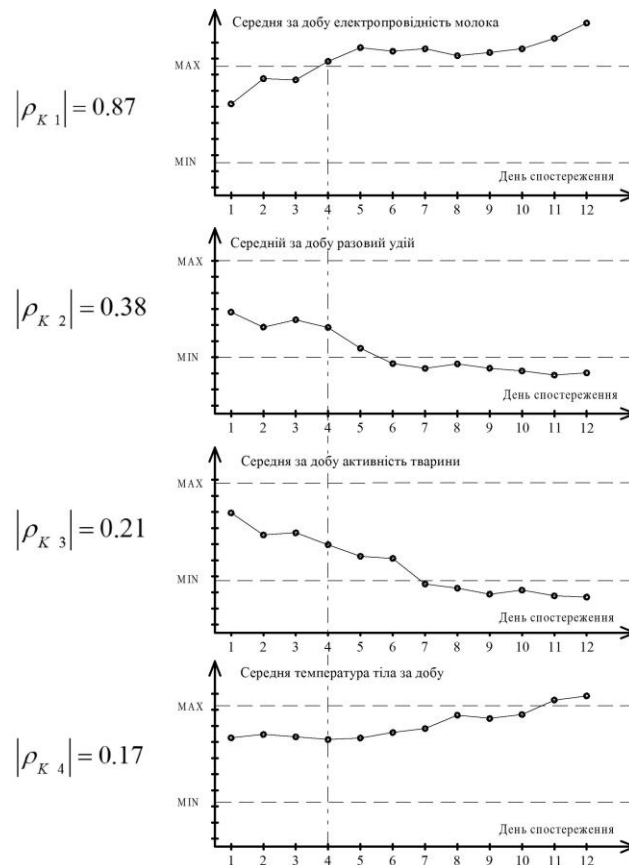 Середня за добу електропровідність молока
MAX
|ρK 1| = 0.87
MIN
День спостереження
1 2 3 4 5 6 7 8 9 10 11 12
Середній за добу разовий удій
MAX
|ρK 2| = 0.38
MIN
День спостереження
1 2 3 4 5 6 7 8 9 10 11 12
Середня за добу активність тварини
MAX
|ρK 3| = 0.21
MIN
День спостереження
1 2 3 4 5 6 7 8 9 10 11 12
Середня температура тіла за добу
MAX
|ρK 4| = 0.17
MIN
День спостереження
1 2 3 4 5 6 7 8 9 10 11 12